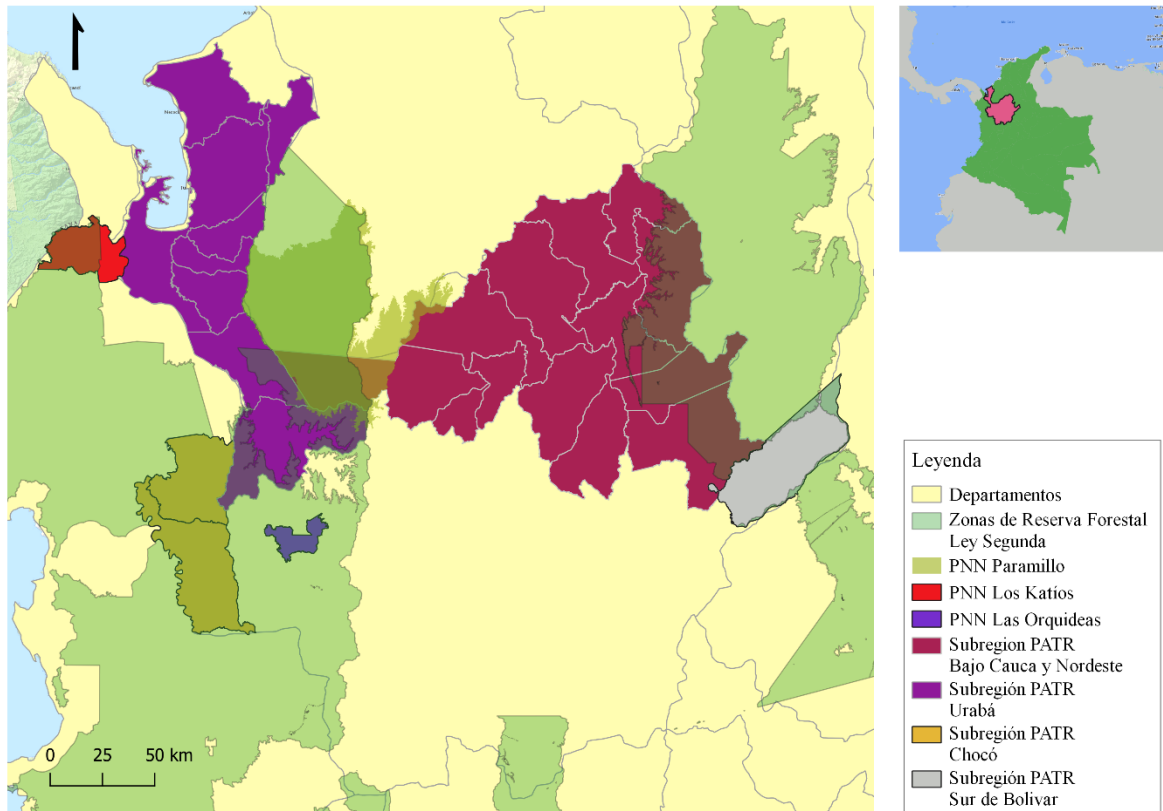 0 25 50 km
Leyenda
Departamentos
Zonas de Reserva Forestal
Ley Segunda
PNN Paramillo
PNN Los Katíos
PNN Las Orquideas
Subregion PATR
Bajo Cauca y Nordeste
Subregión PATR
Urabá
Subregión PATR
Chocó
Subregión PATR
Sur de Bolivar